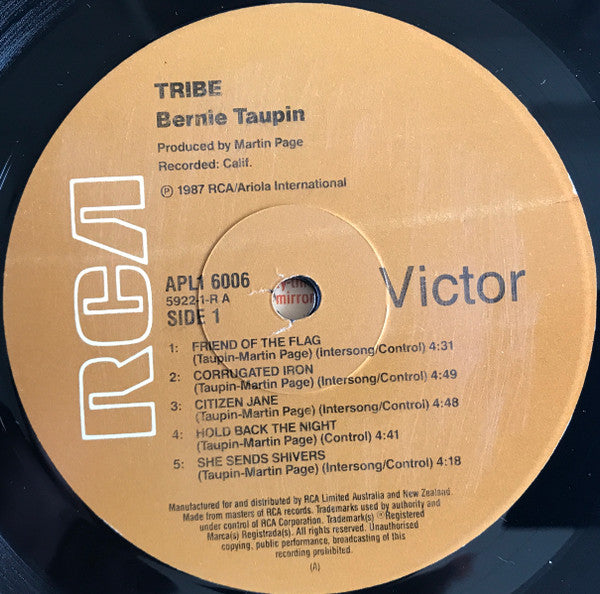 TRIBE
Bernie Taupin
Produced by Martin Page
Recorded: Calif.
℗ 1987 RCA/Ariola International
RCA
Victor
APL1 6006
5922-1-R A
SIDE 1
mirror
1: FRIEND OF THE FLAG
(Taupin-Martin Page) (Intersong/Control) 4:31
2: CORRUGATED IRON
(Taupin-Martin Page) (Intersong/Control) 4:49
3: CITIZEN JANE
(Taupin-Martin Page) (Intersong/Control) 4:48
4: HOLD BACK THE NIGHT
(Taupin-Martin Page) (Control) 4:41
5: SHE SENDS SHIVERS
(Taupin-Martin Page) (Intersong/Control) 4:18
Manufactured for and distributed by RCA Limited Australia and New Zealand.
Made from masters of RCA records. Trademarks used by authority and
under control of RCA Corporation. Trademark(s) ®Registered
Marca(s) Registrada(s). All rights reserved. Unauthorised
copying, public performance, broadcasting of this
recording prohibited.
(A)